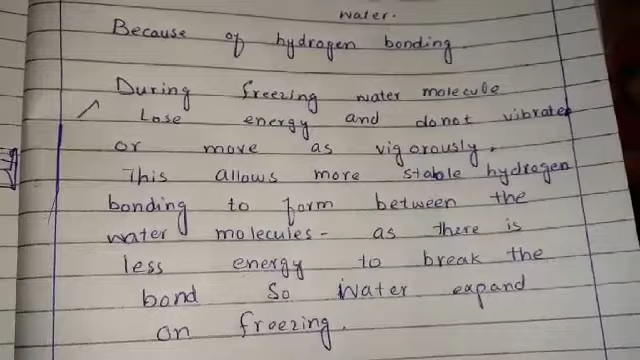 water.
Because of hydrogen bonding
During freezing water molecube
Lose energy and donot vibrate
or move as vigorously.
This allows more stable hydrogen
bonding to form between the
water molecules - as there is
less energy to break the
bond so water expand
on freezing.